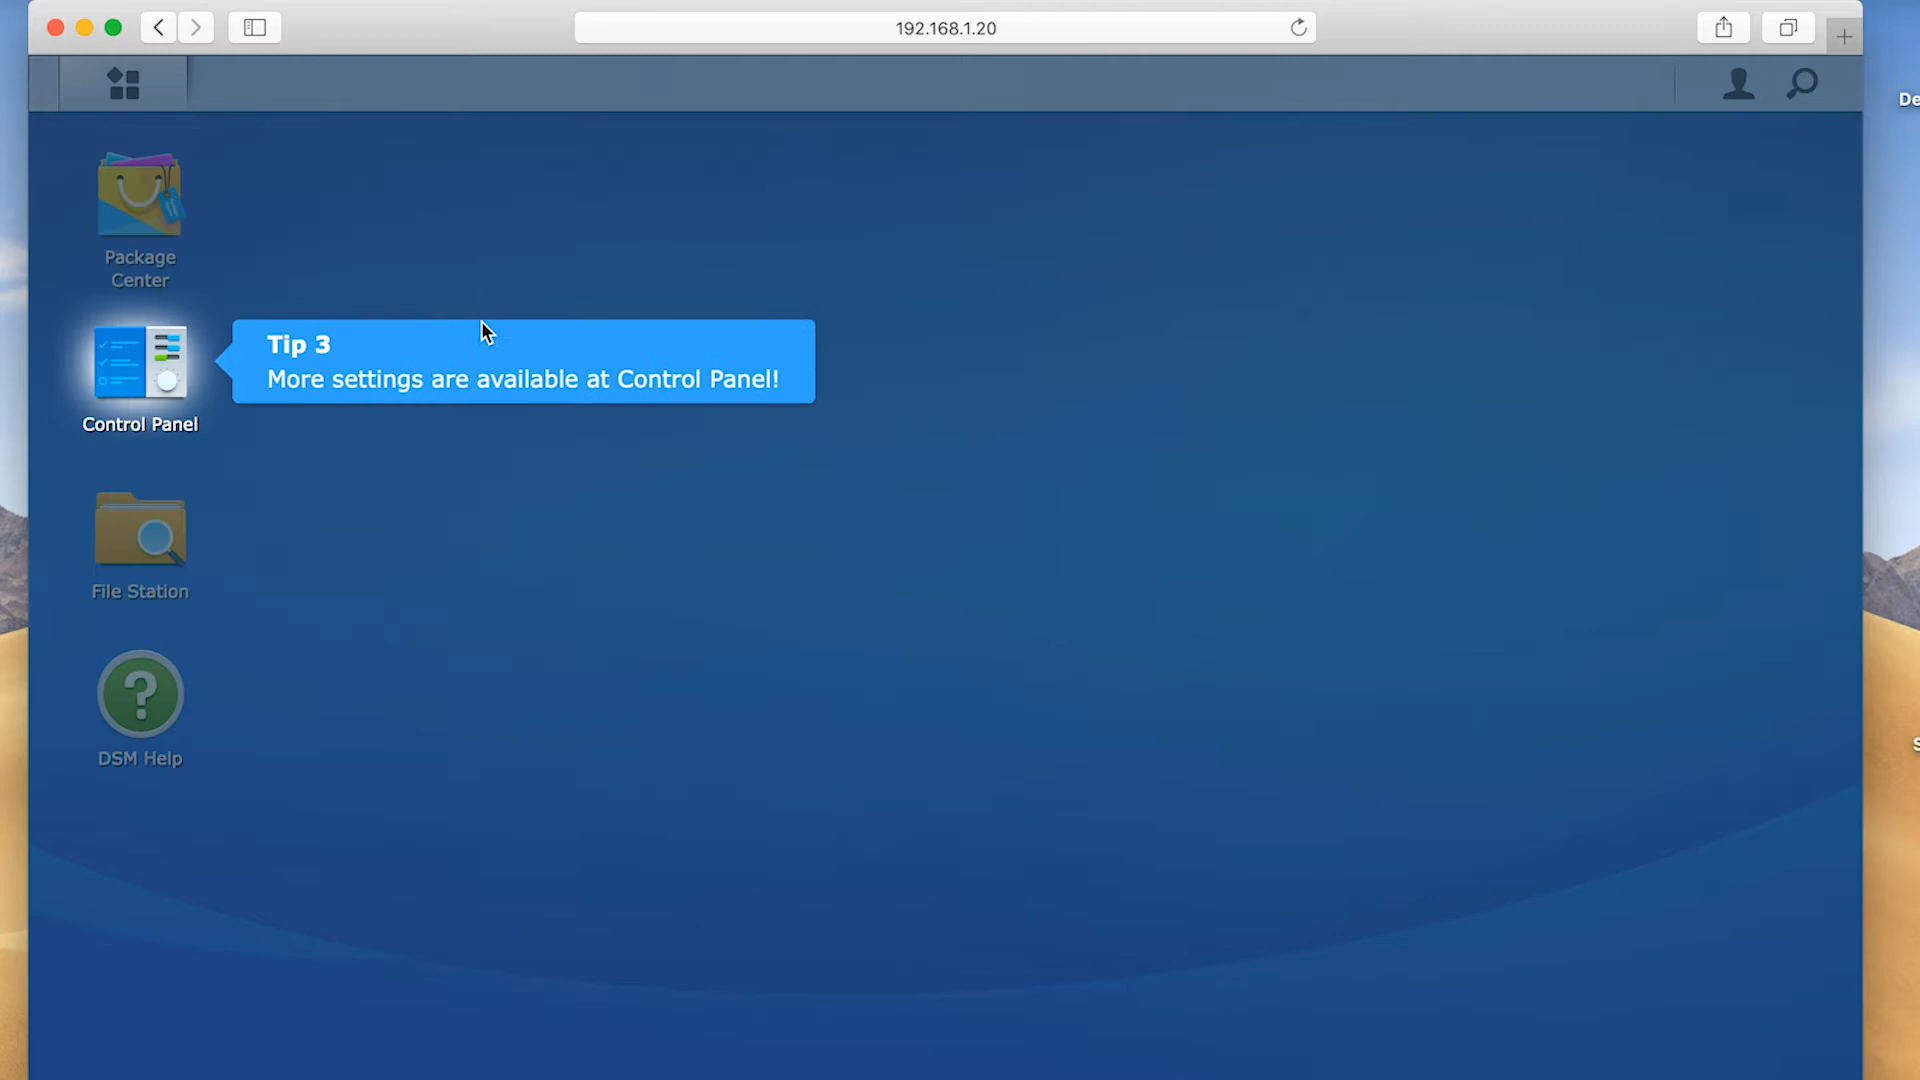 192.168.1.20
De
Package
Center
Tip 3
More settings are available at Control Panel!
Control Panel
File Station
S
DSM Help